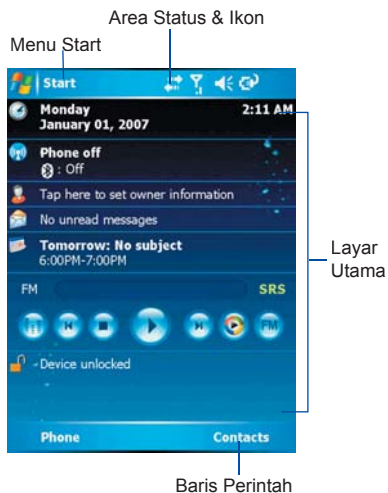 Area Status & Ikon
Menu Start
Start
Monday 2:11 AM
January 01, 2007
Phone off
: Off
Tap here to set owner information
No unread messages
Tomorrow: No subject
6:00PM-7:00PM
FM SRS
FM
Device unlocked
Phone Contacts
Layar
Utama
Baris Perintah